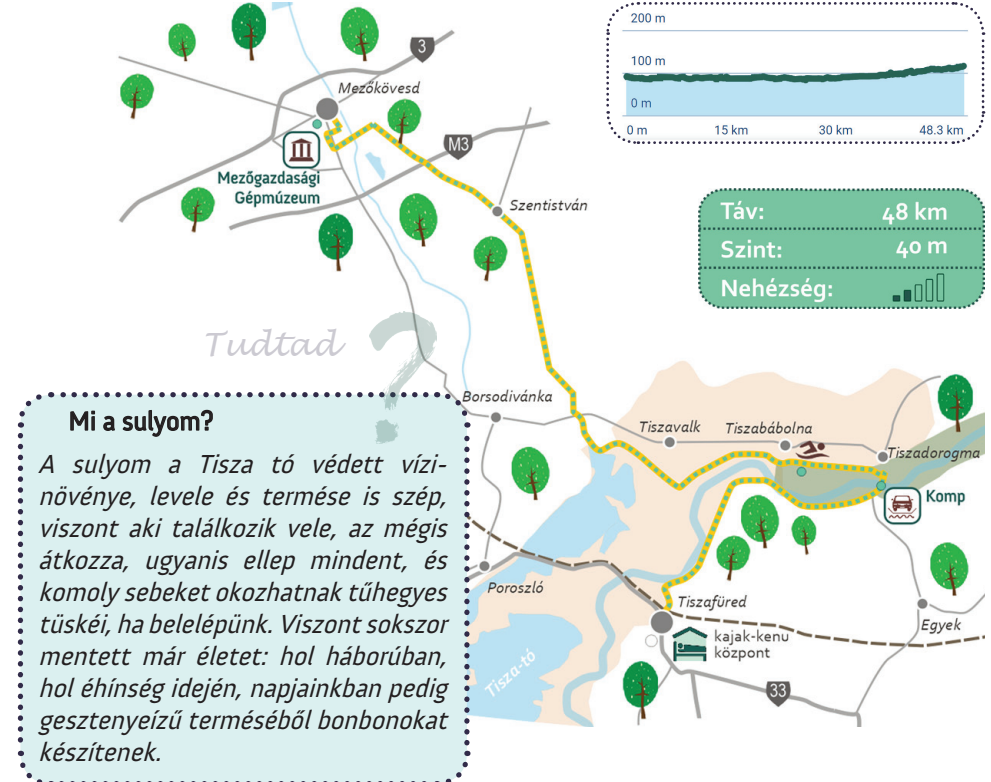 200 m
100 m
0 m
0 m
15 km
30 km
48.3 km
3
Mezőkövesd
M3
Mezőgazdasági
Gépmúzeum
Szentistván
Táv: 48 km
Szint: 40 m
Nehézség:
Tudtad ?
Borsodivánka
Tiszavalk
Tiszabábolna
Tiszadorogma
Komp
Poroszló
Tiszafüred
Egyek
kajak-kenu
központ
Tisza-tó
33
Mi a sulyom?
A sulyom a Tisza tó védett vízi-
növénye, levele és termése is szép,
viszont aki találkozik vele, az mégis
átkozza, ugyanis ellep mindent, és
komoly sebeket okozhatnak tűhegyes
tüskéi, ha belelépünk. Viszont sokszor
mentett már életet: hol háborúban,
hol éhínség idején, napjainkban pedig
gesztenyeízű terméséből bonbonokat
készítenek.